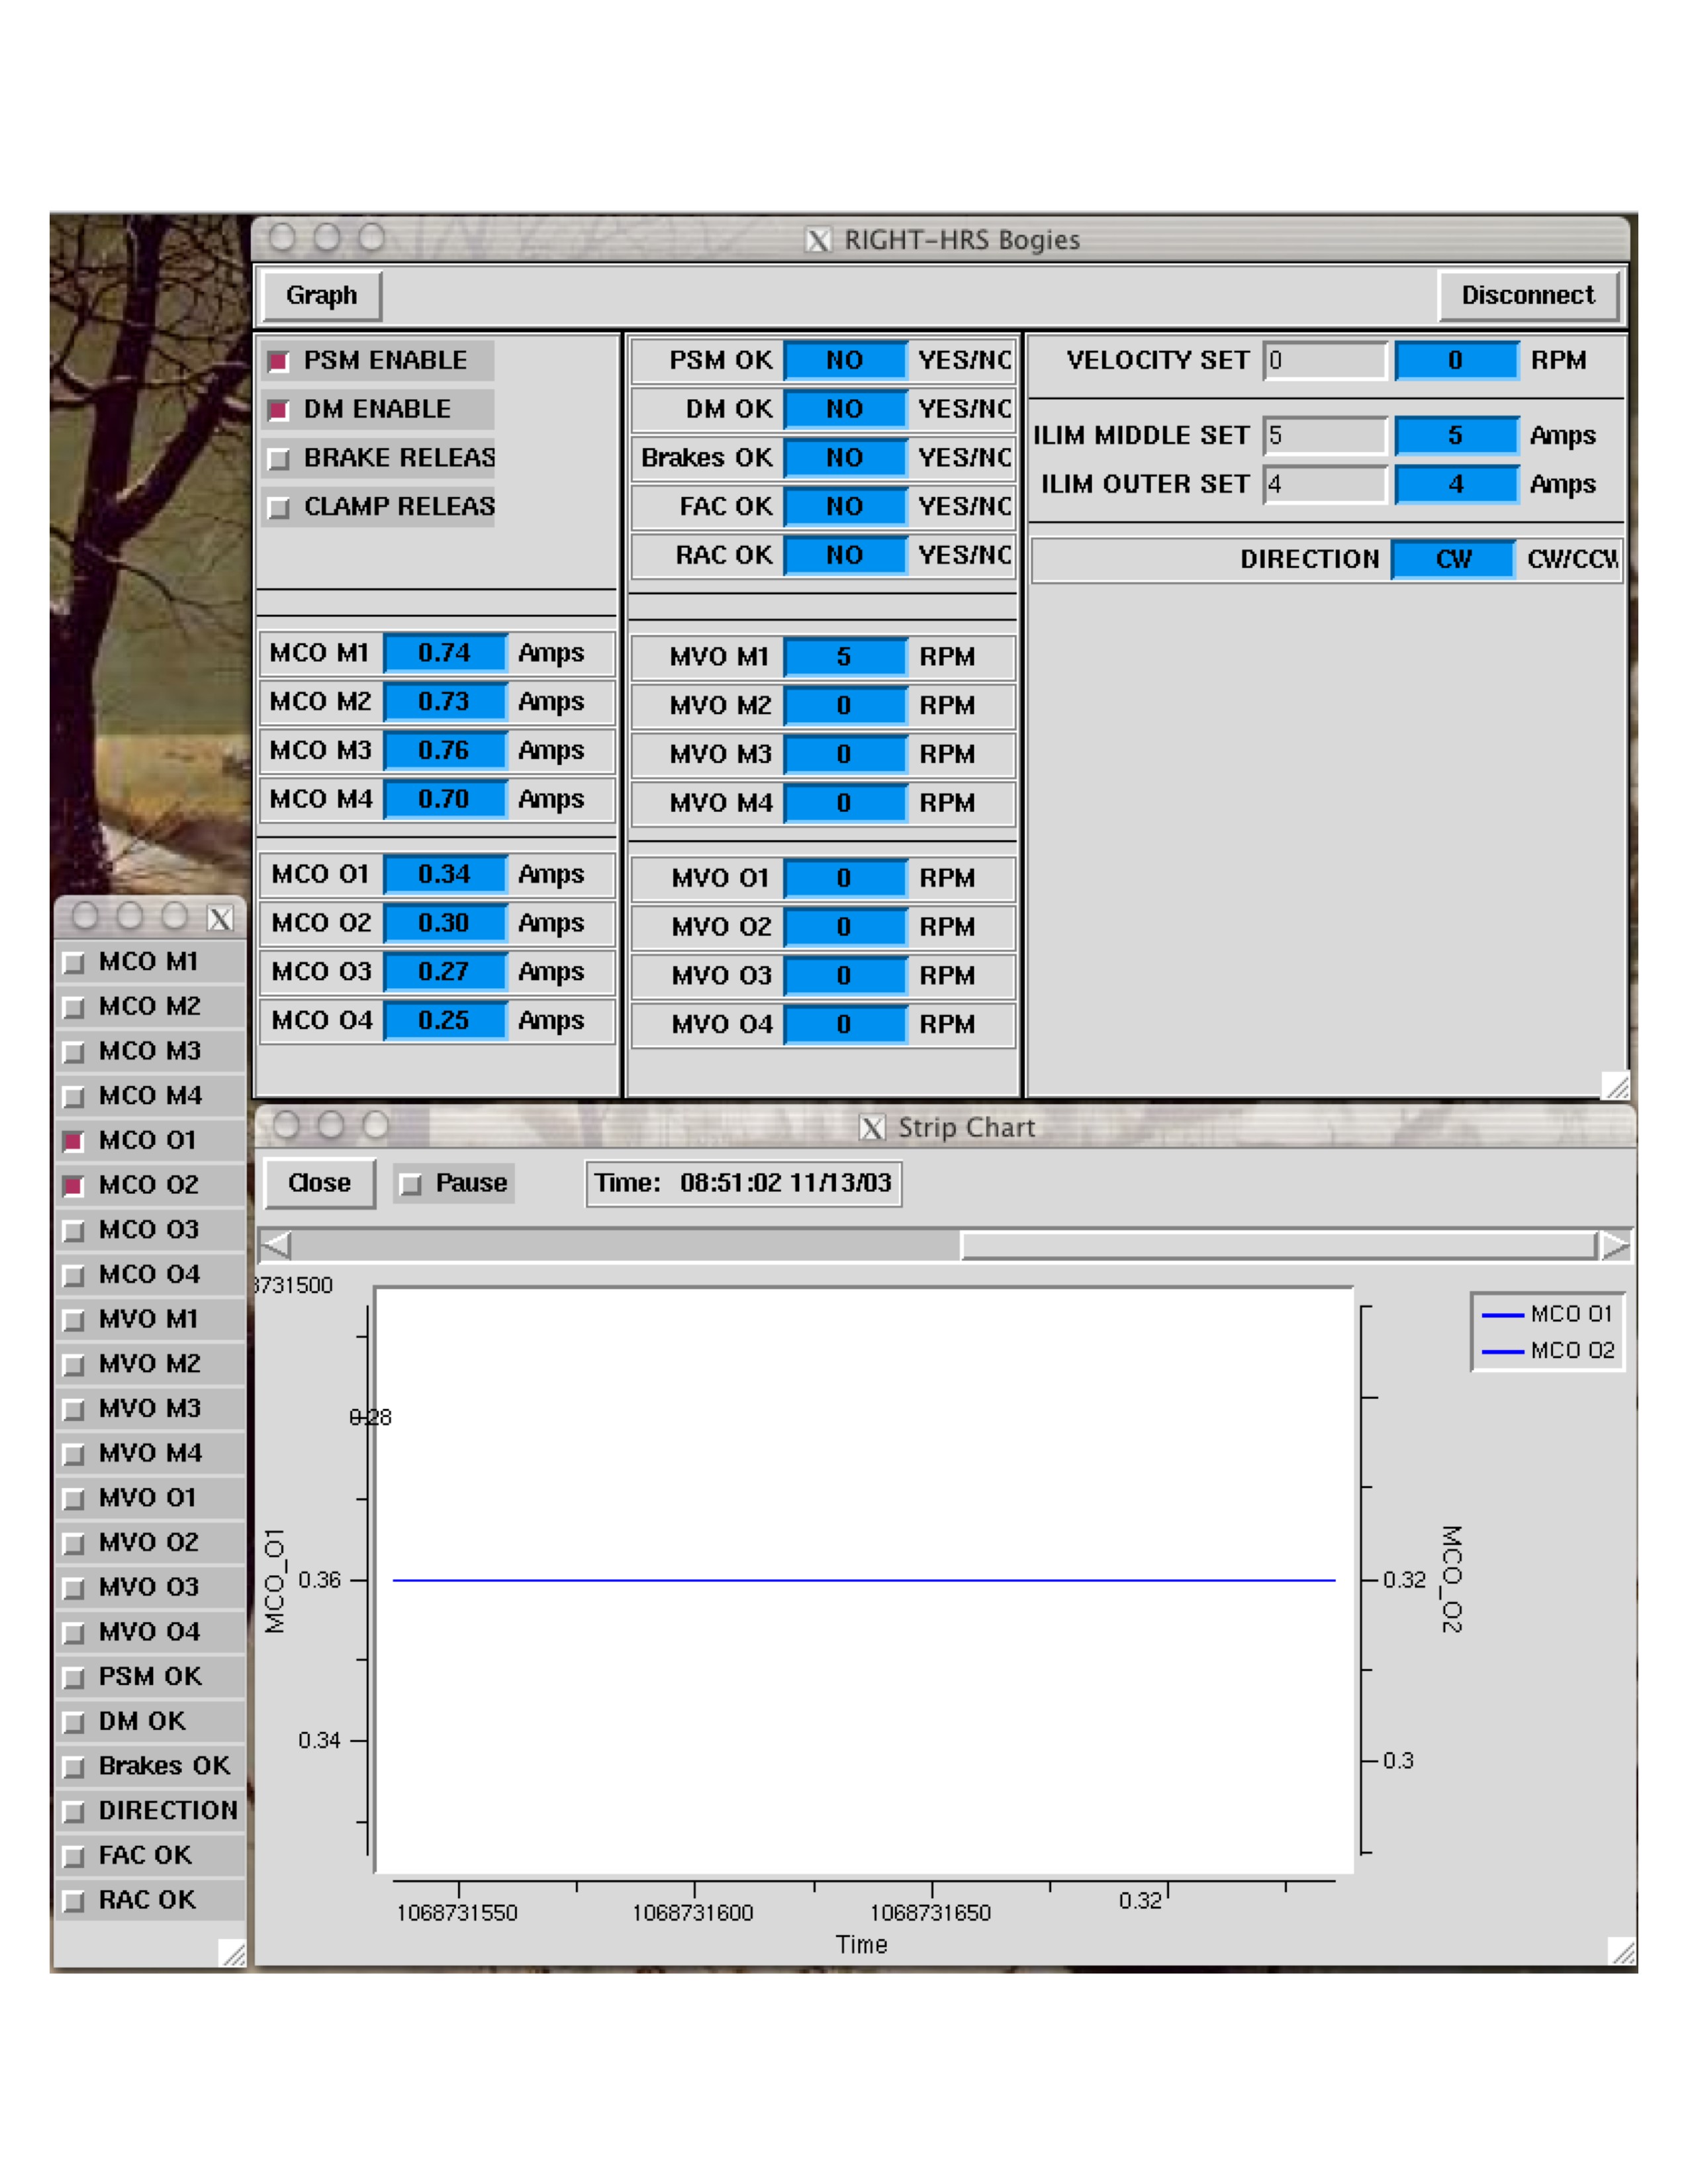 X RIGHT-HRS Bogies
Graph
Disconnect
PSM ENABLE
DM ENABLE
BRAKE RELEAS
CLAMP RELEAS
PSM OK NO YES/NO
DM OK NO YES/NO
Brakes OK NO YES/NO
FAC OK NO YES/NO
RAC OK NO YES/NO
VELOCITY SET 0 0 RPM
ILIM MIDDLE SET 5 5 Amps
ILIM OUTER SET 4 4 Amps
DIRECTION CW CW/CCW
MCO M1 0.74 Amps
MCO M2 0.73 Amps
MCO M3 0.76 Amps
MCO M4 0.70 Amps
MCO O1 0.34 Amps
MCO O2 0.30 Amps
MCO O3 0.27 Amps
MCO O4 0.25 Amps
MVO M1 5 RPM
MVO M2 0 RPM
MVO M3 0 RPM
MVO M4 0 RPM
MVO O1 0 RPM
MVO O2 0 RPM
MVO O3 0 RPM
MVO O4 0 RPM
X
MCO M1
MCO M2
MCO M3
MCO M4
MCO O1
MCO O2
MCO O3
MCO O4
MVO M1
MVO M2
MVO M3
MVO M4
MVO O1
MVO O2
MVO O3
MVO O4
PSM OK
DM OK
Brakes OK
DIRECTION
FAC OK
RAC OK
X Strip Chart
Close
Pause
Time: 08:51:02 11/13/03
8731500
MCO O1
MCO O2
0.28
MCO_O1
0.36
0.34
0.32
0.3
MCO_O2
1068731550
1068731600
1068731650
0.32
Time